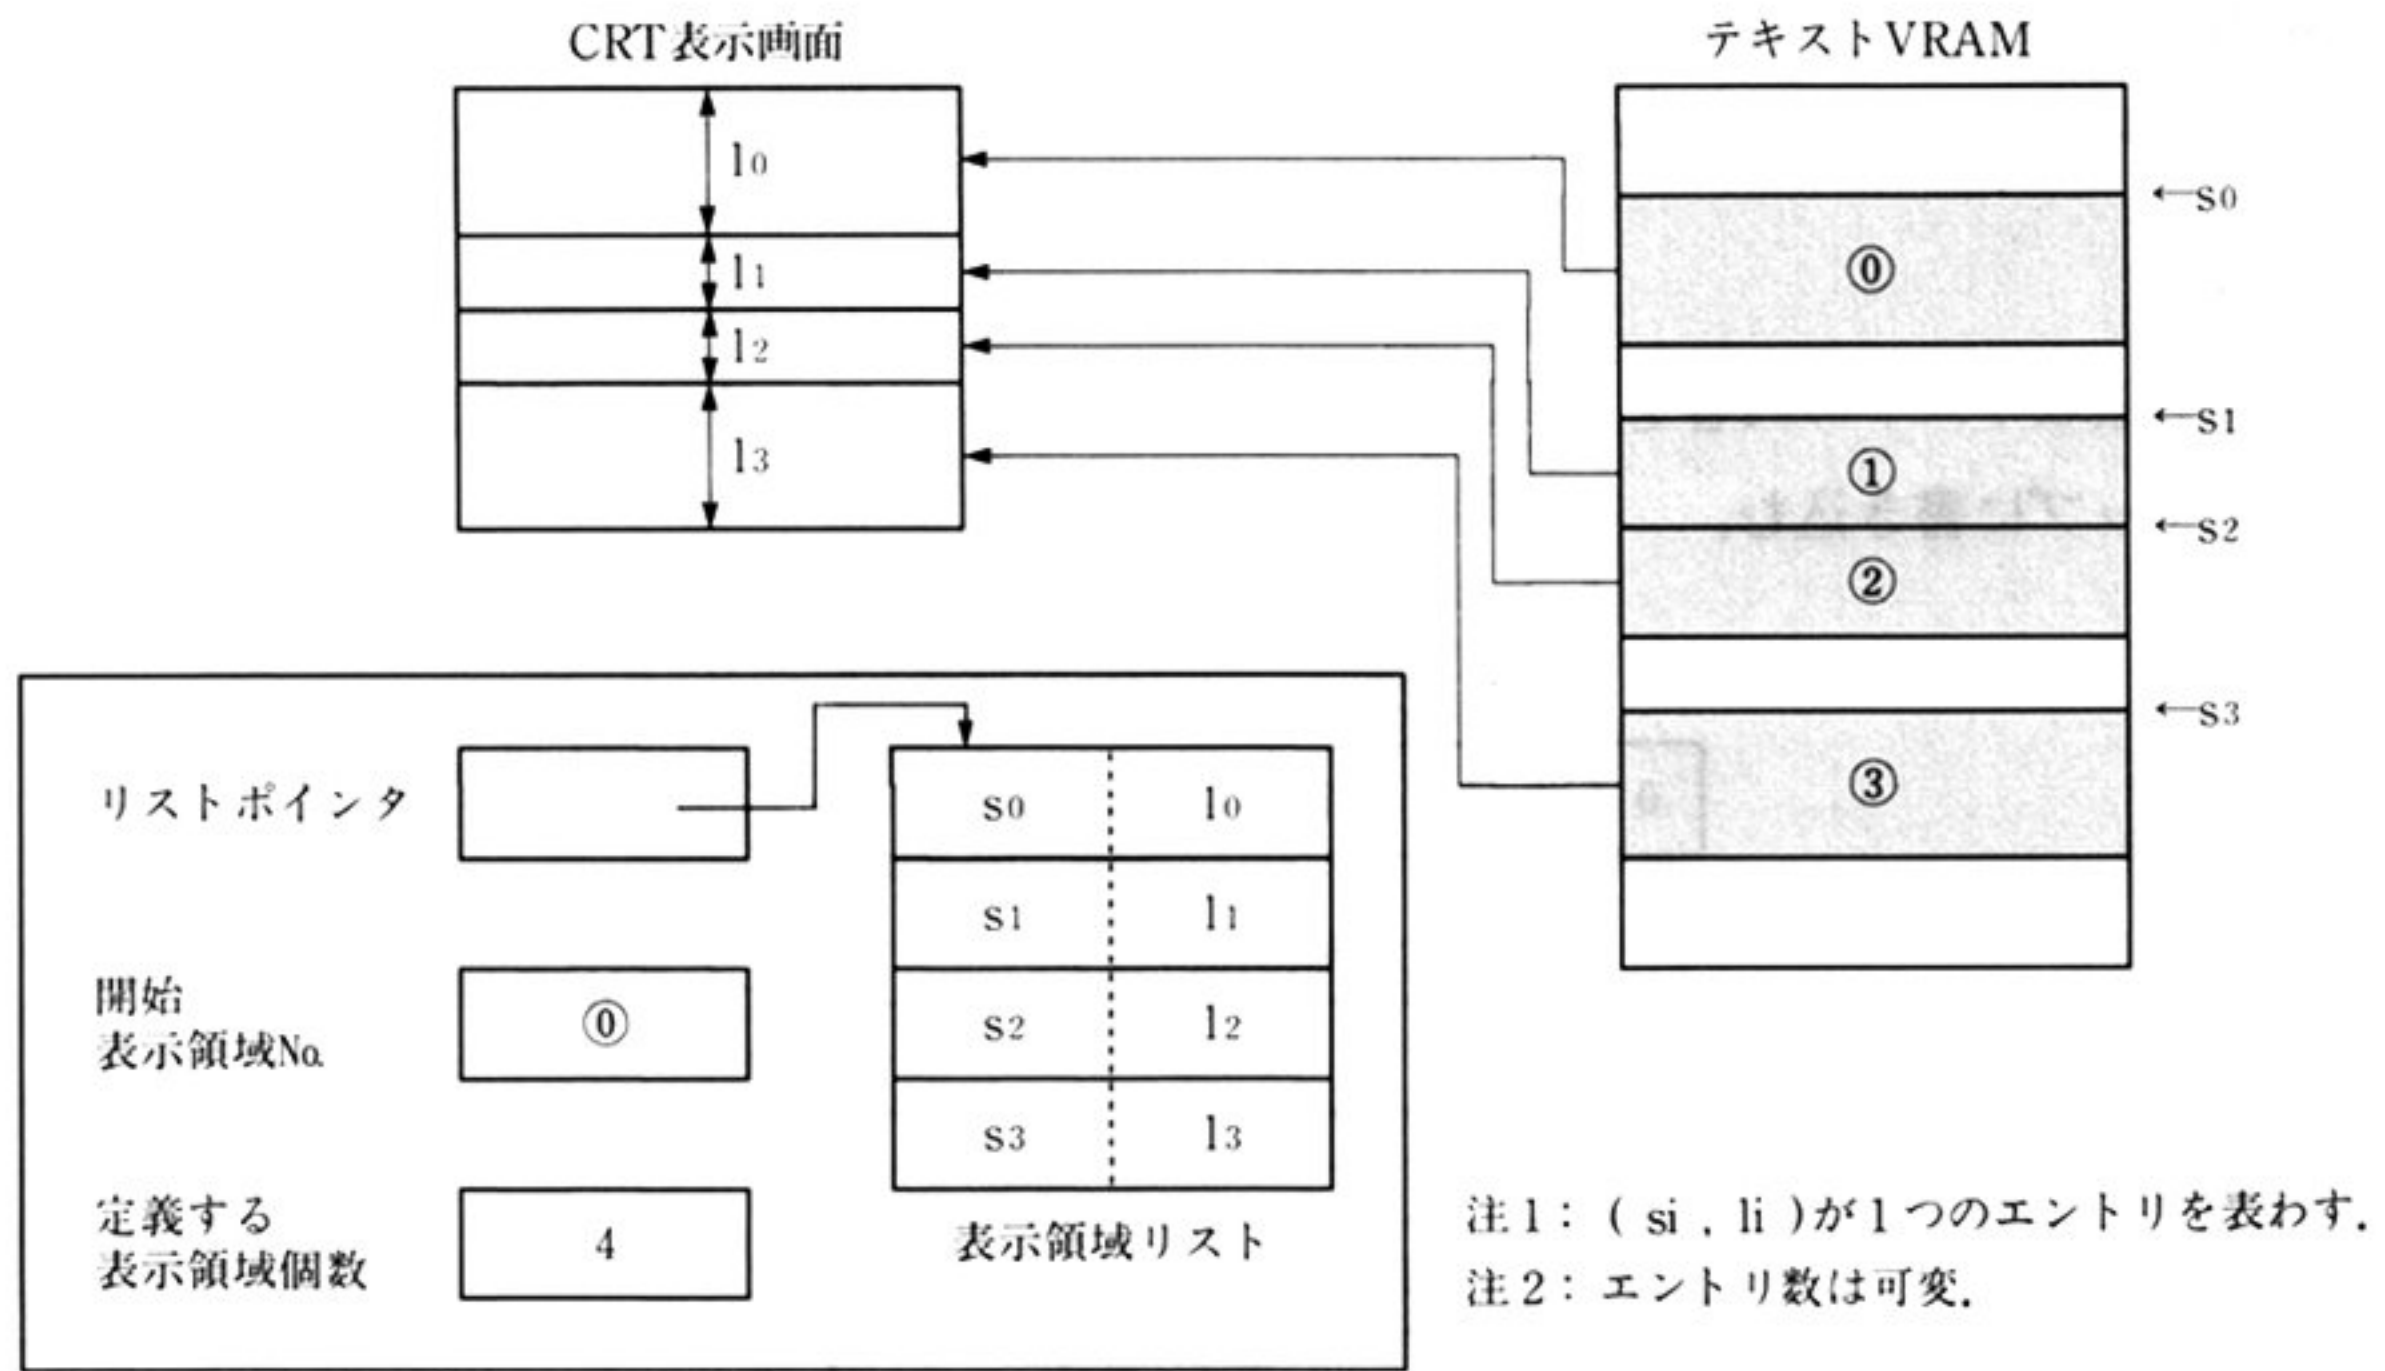 CRT表示画面
l0
l1
l2
l3
テキストVRAM
←s0
⓪
←s1
①
←s2
②
←s3
③
リストポインタ
開始
表示領域No.
⓪
定義する
表示領域個数
4
s0 l0
s1 l1
s2 l2
s3 l3
表示領域リスト
注1：( si , li )が1つのエントリを表わす.
注2：エントリ数は可変.